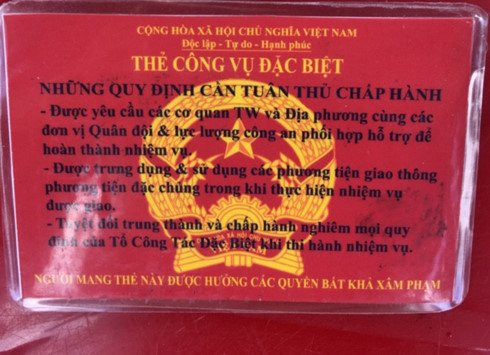 CỘNG HÒA XÃ HỘI CHỦ NGHĨA VIỆT NAM
Độc lập - Tự do - Hạnh phúc
THẺ CÔNG VỤ ĐẶC BIỆT
NHỮNG QUY ĐỊNH CẦN TUÂN THỦ CHẤP HÀNH
- Được yêu cầu các cơ quan TW và Địa phương cùng các
đơn vị Quân đội & lực lượng công an phối hợp hỗ trợ để
hoàn thành nhiệm vụ.
- Được trưng dụng & sử dụng các phương tiện giao thông
phương tiện đặc chủng trong khi thực hiện nhiệm vụ
được giao.
- Tuyệt đối trung thành và chấp hành nghiêm mọi quy
định của Tổ Công Tác Đặc Biệt khi thi hành nhiệm vụ.
NGƯỜI MANG THẺ NÀY ĐƯỢC HƯỞNG CÁC QUYỀN BẤT KHẢ XÂM PHẠM